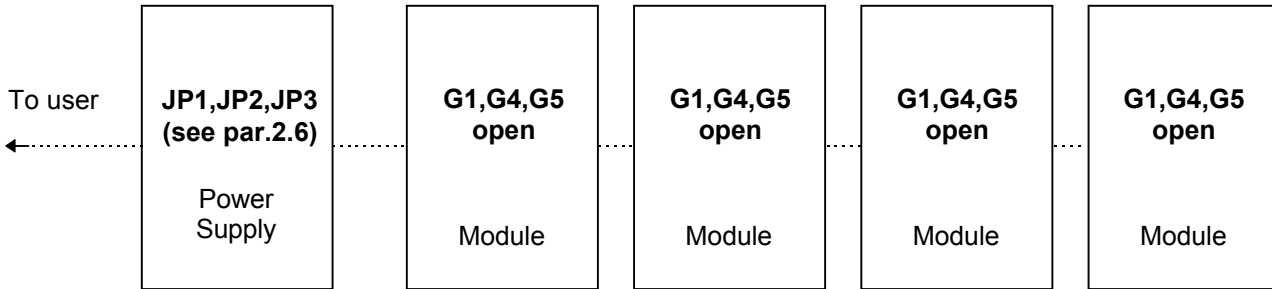 To user
JP1,JP2,JP3
(see par.2.6)
Power
Supply
G1,G4,G5
open
Module
G1,G4,G5
open
Module
G1,G4,G5
open
Module
G1,G4,G5
open
Module